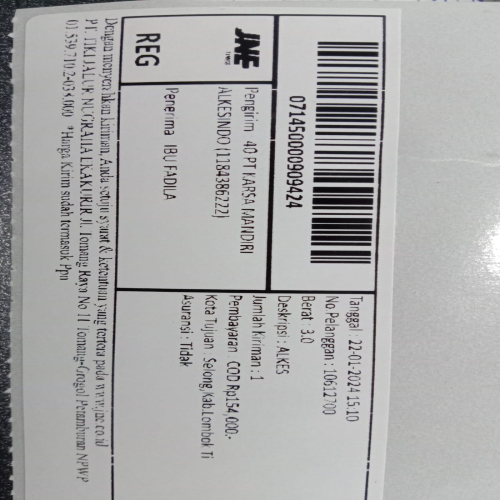 0714500000909424
JNE
EXPRESS
REG
Pengirim 40 PT KARSA MANDIRI
ALKESINDO (1184386222)
Penerima IBU FADILA
Tanggal : 22-01-2024 15:10
No Pelanggan : 10612700
Berat : 3.0
Deskripsi : ALKES
Jumlah Kiriman : 1
Pembayaran COD Rp154,000,-
Kota Tujuan : Selong,Kab.Lombok Ti
Asuransi : Tidak
Dengan menyerahkan kiriman, Anda setuju syarat & ketentuan yang tertera pada www.jne.co.id
PT. TIKI JALUR NUGRAHA EKAKURIR Jl. Tomang Raya No 11 Tomang-Grogol Petamburan NPWP
01.539.710.2-038.000 *Harga Kirim sudah termasuk Ppn